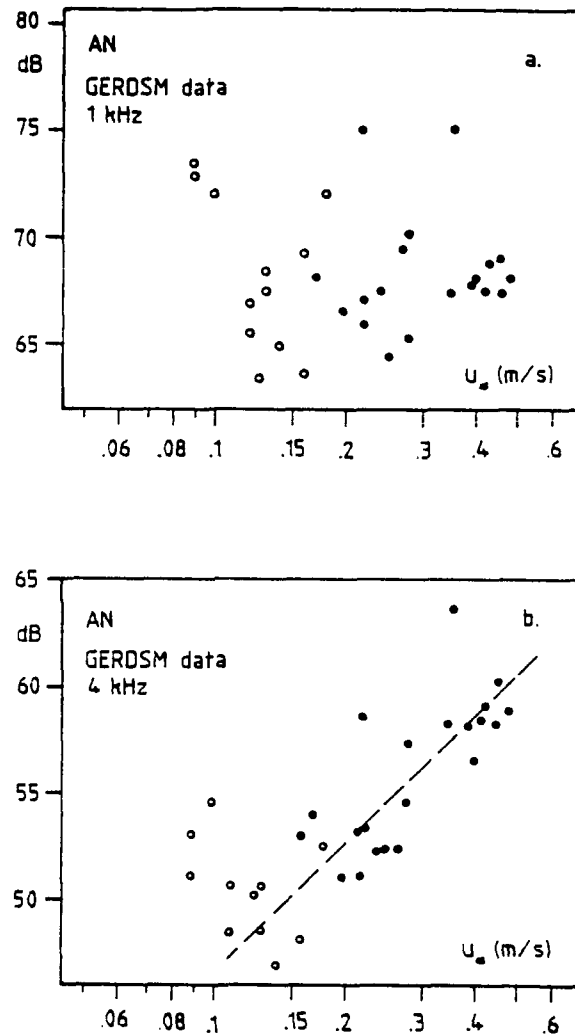 80
dB
AN
a.
GERDSM data
1 kHz
75
70
65
u* (m/s)
.06 .08 .1 .15 .2 .3 .4 .6
65
dB
AN
b.
GERDSM data
4 kHz
60
55
50
u* (m/s)
.06 .08 .1 .15 .2 .3 .4 .6